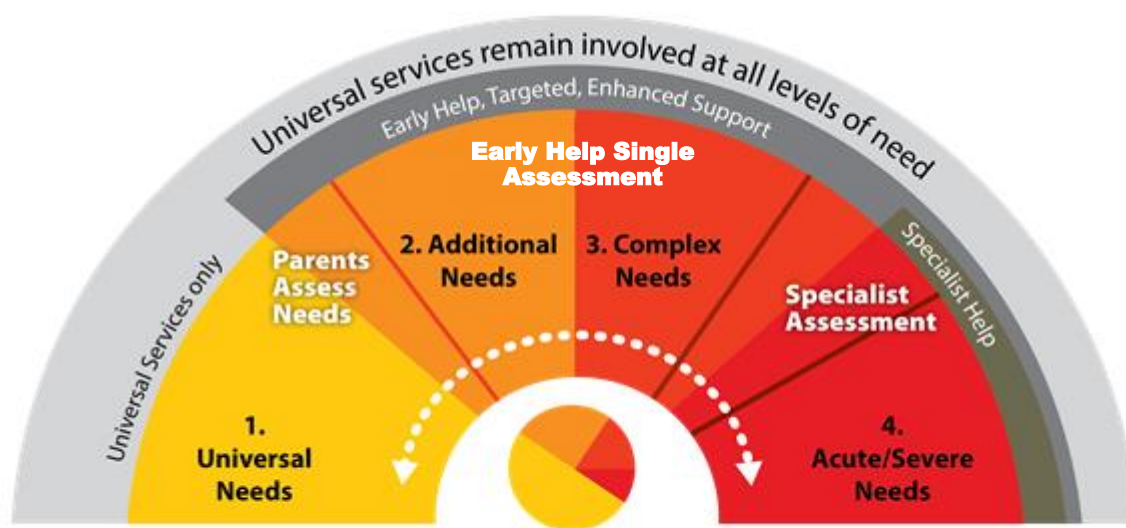 Universal services remain involved at all levels of need
Early Help, Targeted, Enhanced Support
Early Help Single
Assessment
Universal Services only
Parents
Assess
Needs
2. Additional
Needs
3. Complex
Needs
Specialist
Assessment
Specialist Help
1.
Universal
Needs
4.
Acute/Severe
Needs